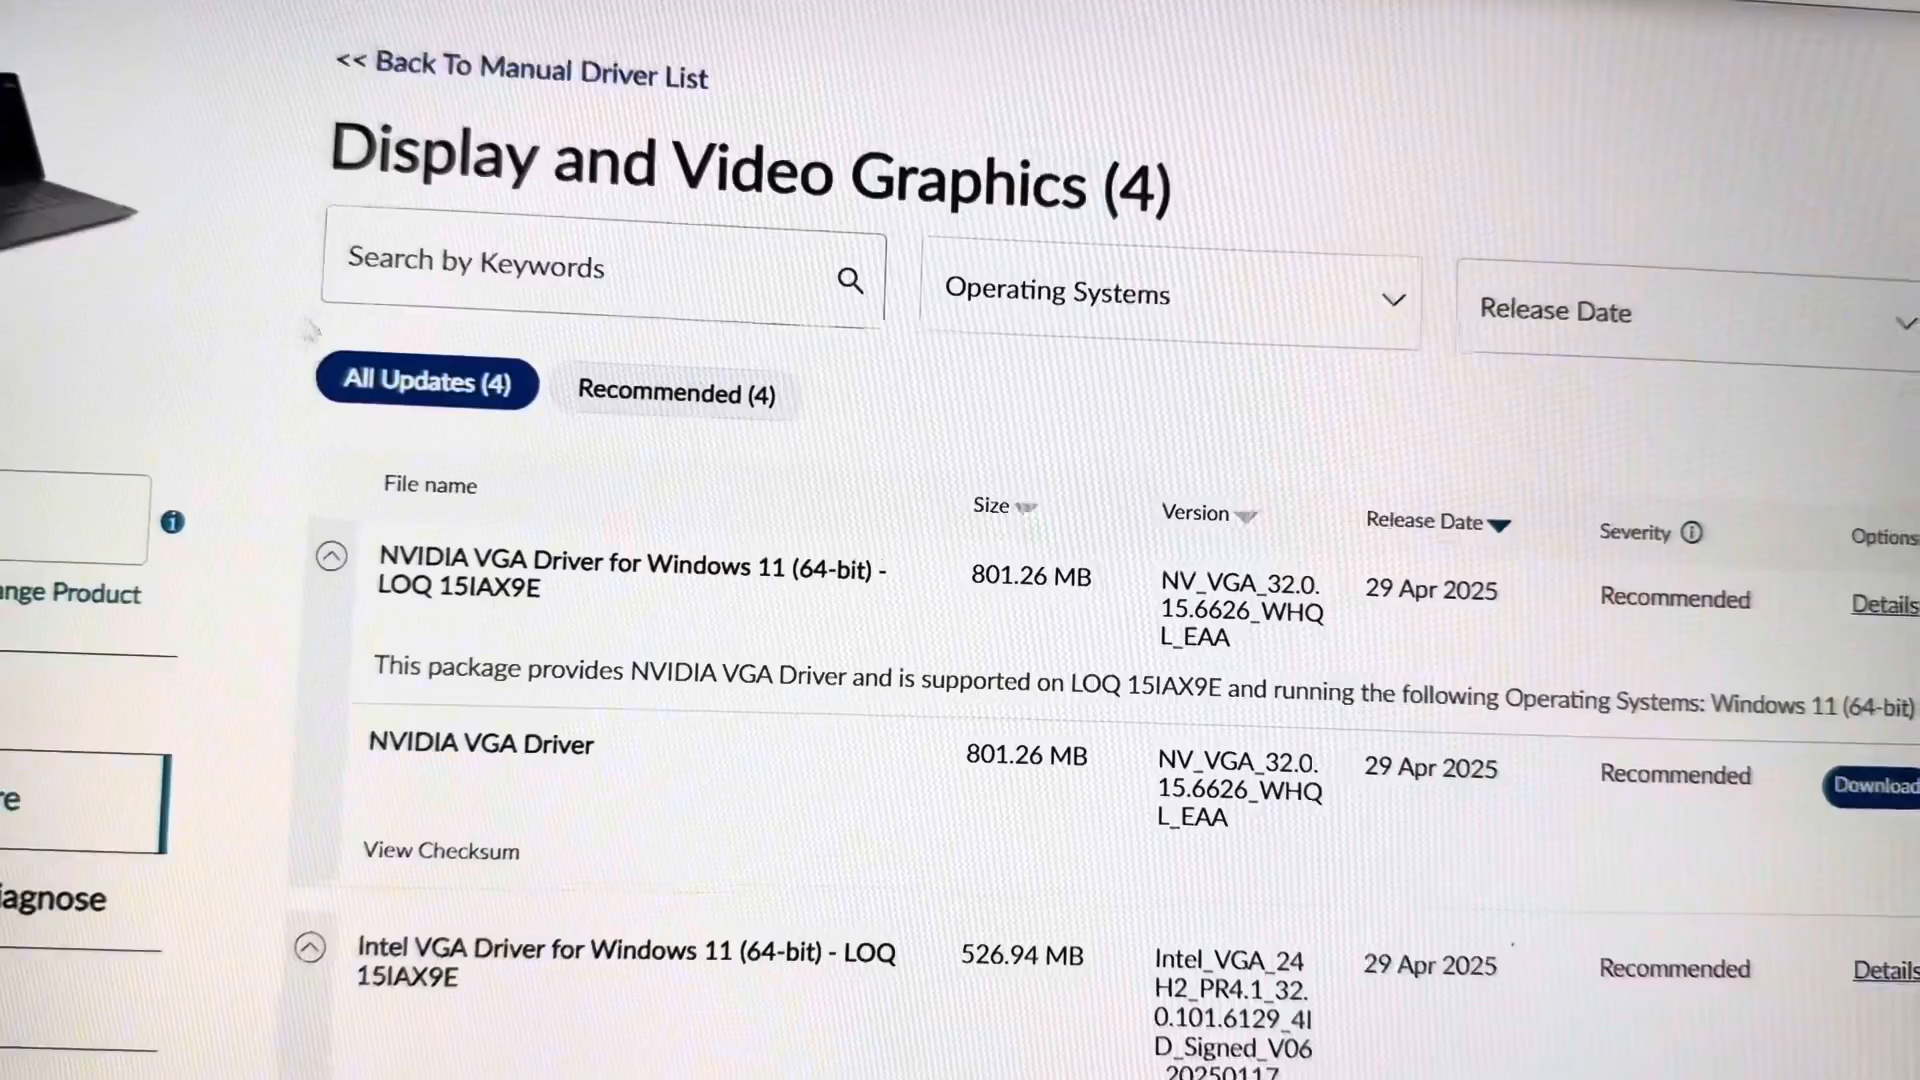 << Back To Manual Driver List
Display and Video Graphics (4)
Search by Keywords
Operating Systems
Release Date
All Updates (4)
Recommended (4)
File name
Size
Version
Release Date
Severity
Options
NVIDIA VGA Driver for Windows 11 (64-bit) -
LOQ 15IAX9E
801.26 MB
NV_VGA_32.0.
15.6626_WHQ
L_EAA
29 Apr 2025
Recommended
Details
This package provides NVIDIA VGA Driver and is supported on LOQ 15IAX9E and running the following Operating Systems: Windows 11 (64-bit)
NVIDIA VGA Driver
801.26 MB
NV_VGA_32.0.
15.6626_WHQ
L_EAA
29 Apr 2025
Recommended
Download
View Checksum
Intel VGA Driver for Windows 11 (64-bit) - LOQ
15IAX9E
526.94 MB
Intel_VGA_24
H2_PR4.1_32.
0.101.6129_4I
D_Signed_V06
20250117
29 Apr 2025
Recommended
Details
ange Product
re
iagnose